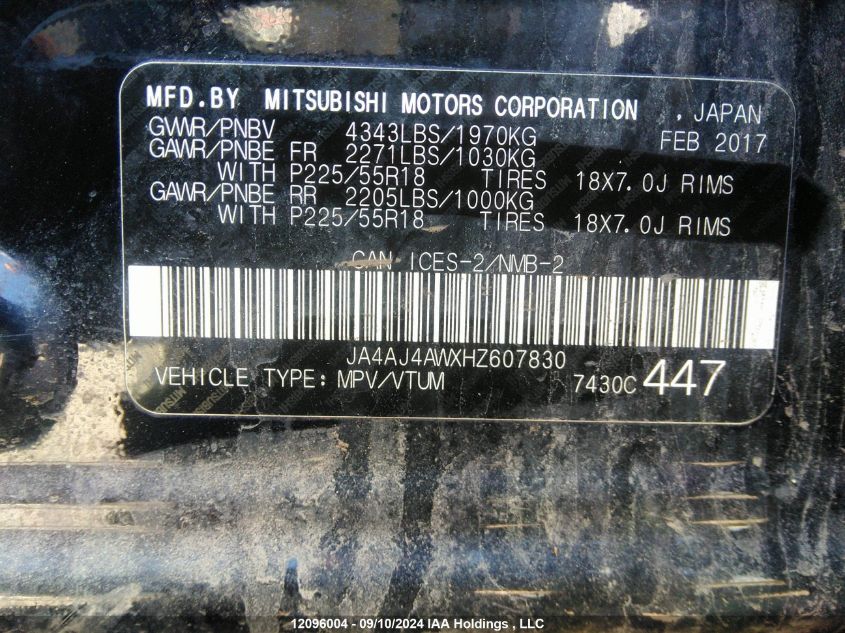 MFD.BY MITSUBISHI MOTORS CORPORATION , JAPAN
GVWR/PNBV 4343LBS/1970KG FEB 2017
GAWR/PNBE FR 2271LBS/1030KG
WITH P225/55R18 TIRES 18X7.0J RIMS
GAWR/PNBE RR 2205LBS/1000KG
WITH P225/55R18 TIRES 18X7.0J RIMS
CAN ICES-2/NMB-2
JA4AJ4AWXHZ607830
VEHICLE TYPE: MPV/VTUM 7430C 447
12096004 - 09/10/2024 IAA Holdings , LLC